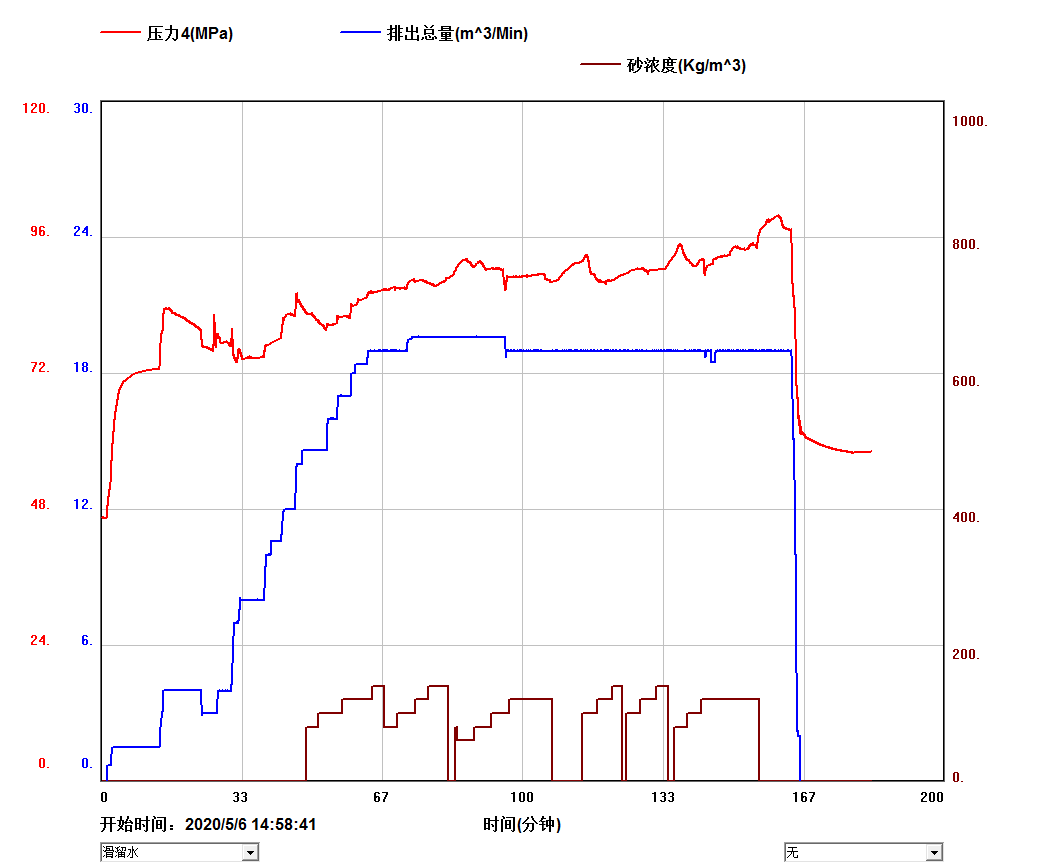 压力4(MPa) 排出总量(m^3/Min)
砂浓度(Kg/m^3)
120. 30. 1000.
96. 24. 800.
72. 18. 600.
48. 12. 400.
24. 6. 200.
0. 0. 0.
0 33 67 100 133 167 200
开始时间：2020/5/6 14:58:41 时间(分钟)
滑溜水 无